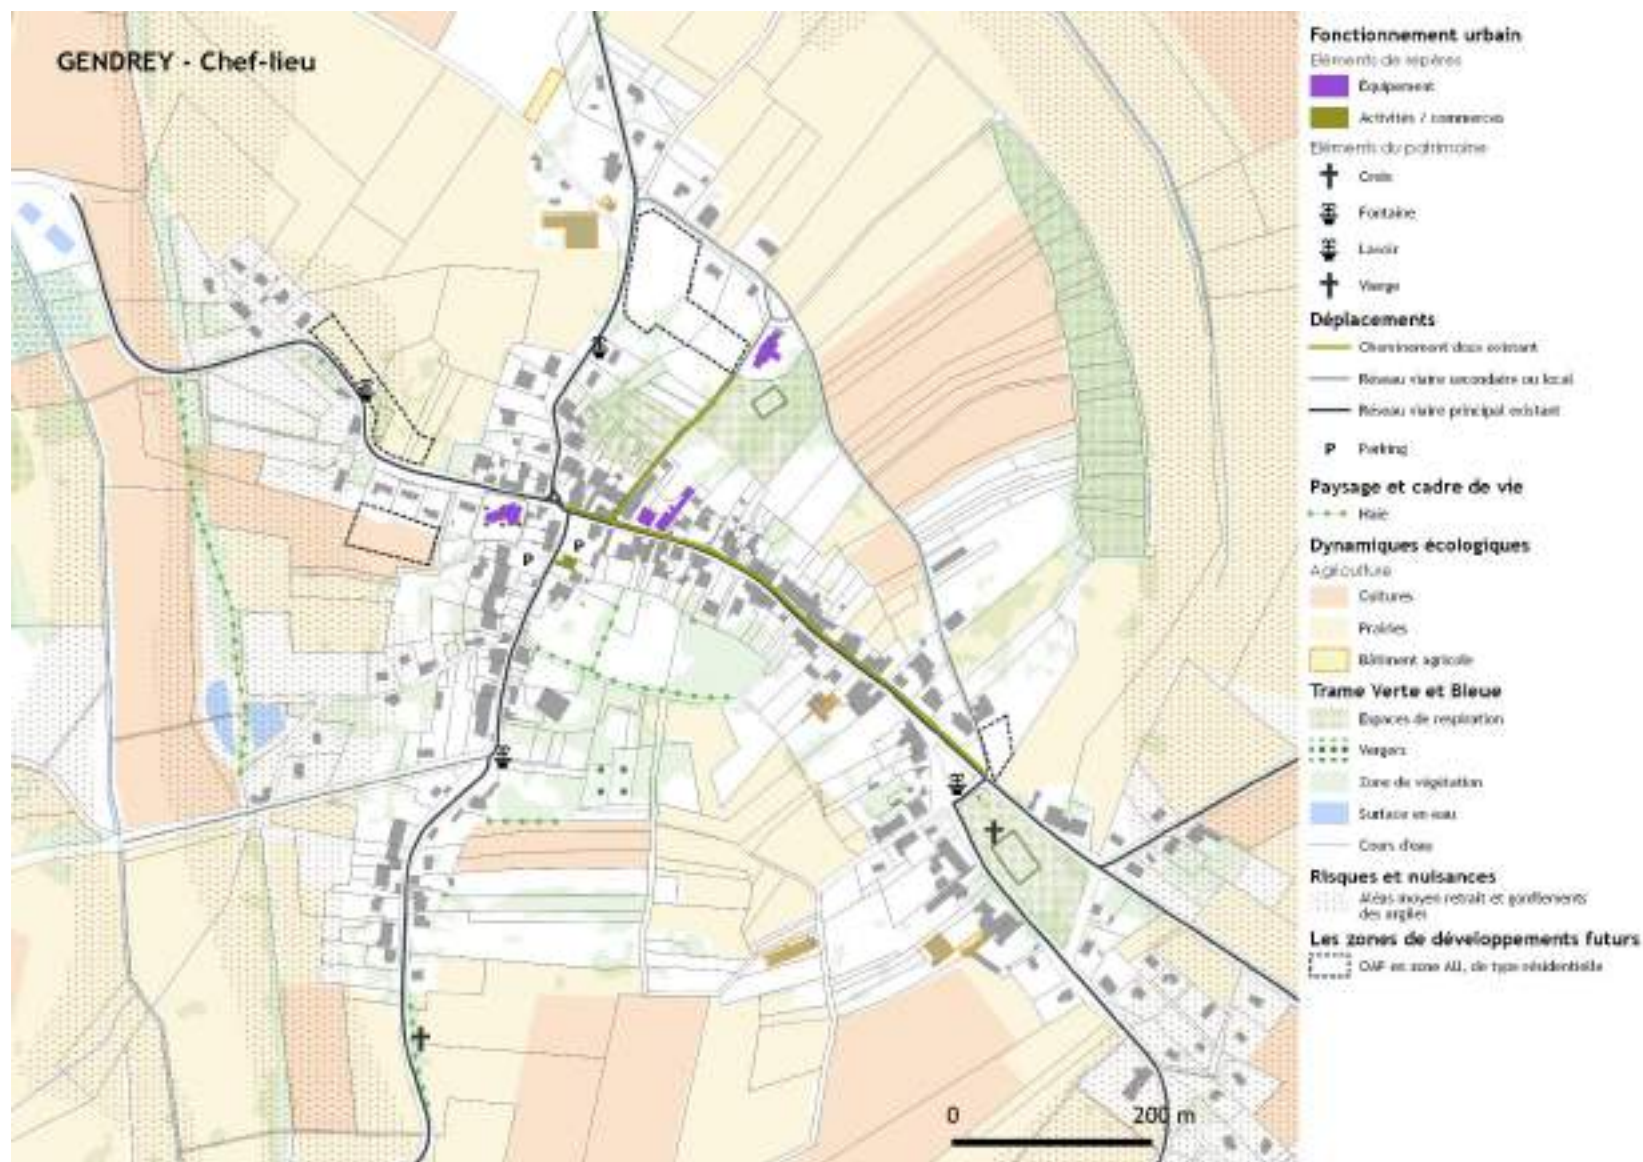 GENDREY - Chef-lieu
P
P
0 200 m
Fonctionnement urbain
Eléments de repères
Equipement
Activités / commerces
Eléments du patrimoine
Croix
Fontaine
Lavoir
Vierge
Déplacements
Cheminement doux existant
Réseau viaire secondaire ou local
Réseau viaire principal existant
P Parking
Paysage et cadre de vie
Haie
Dynamiques écologiques
Agriculture
Cultures
Prairies
Bâtiment agricole
Trame Verte et Bleue
Espaces de respiration
Vergers
Zone de végétation
Surface en eau
Cours d'eau
Risques et nuisances
Aléas moyen retrait et gonflements
des argiles
Les zones de développements futurs
OAP en zone AU, de type résidentielle